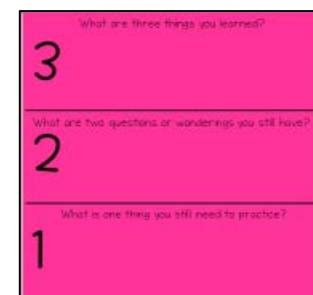 What are three things you learned?
3
What are two questions or wonderings you still have?
2
What is one thing you still need to practice?
1